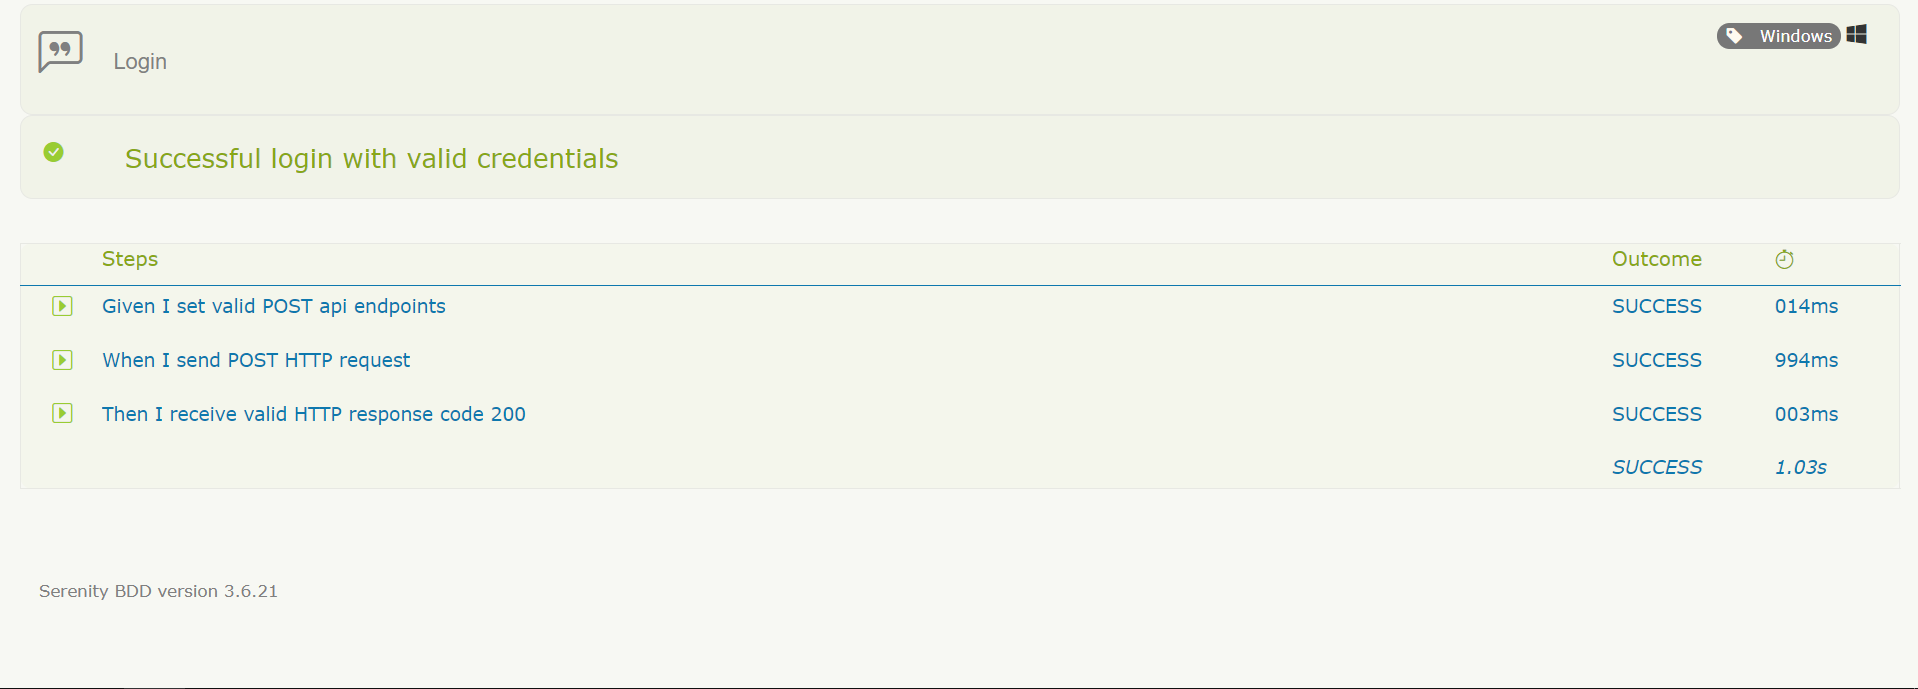 Login
Windows
Successful login with valid credentials
Steps Outcome
Given I set valid POST api endpoints SUCCESS 014ms
When I send POST HTTP request SUCCESS 994ms
Then I receive valid HTTP response code 200 SUCCESS 003ms
SUCCESS 1.03s
Serenity BDD version 3.6.21